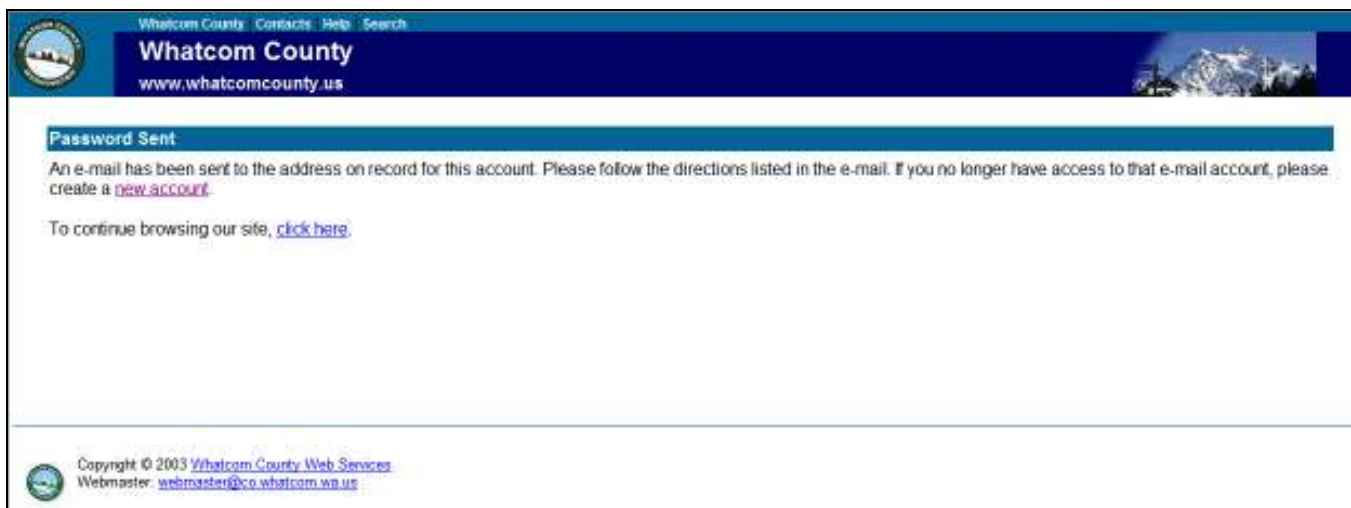 Whatcom County Contacts Help Search
Whatcom County
www.whatcomcounty.us
Password Sent
An e-mail has been sent to the address on record for this account. Please follow the directions listed in the e-mail. If you no longer have access to that e-mail account, please
create a new account.
To continue browsing our site, click here.
Copyright © 2003 Whatcom County Web Services
Webmaster: webmaster@co.whatcom.wa.us